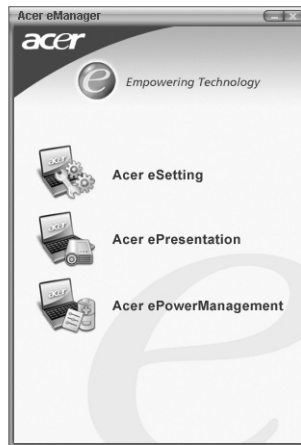 Acer eManager
acer
e Empowering Technology
Acer eSetting
Acer ePresentation
Acer ePowerManagement